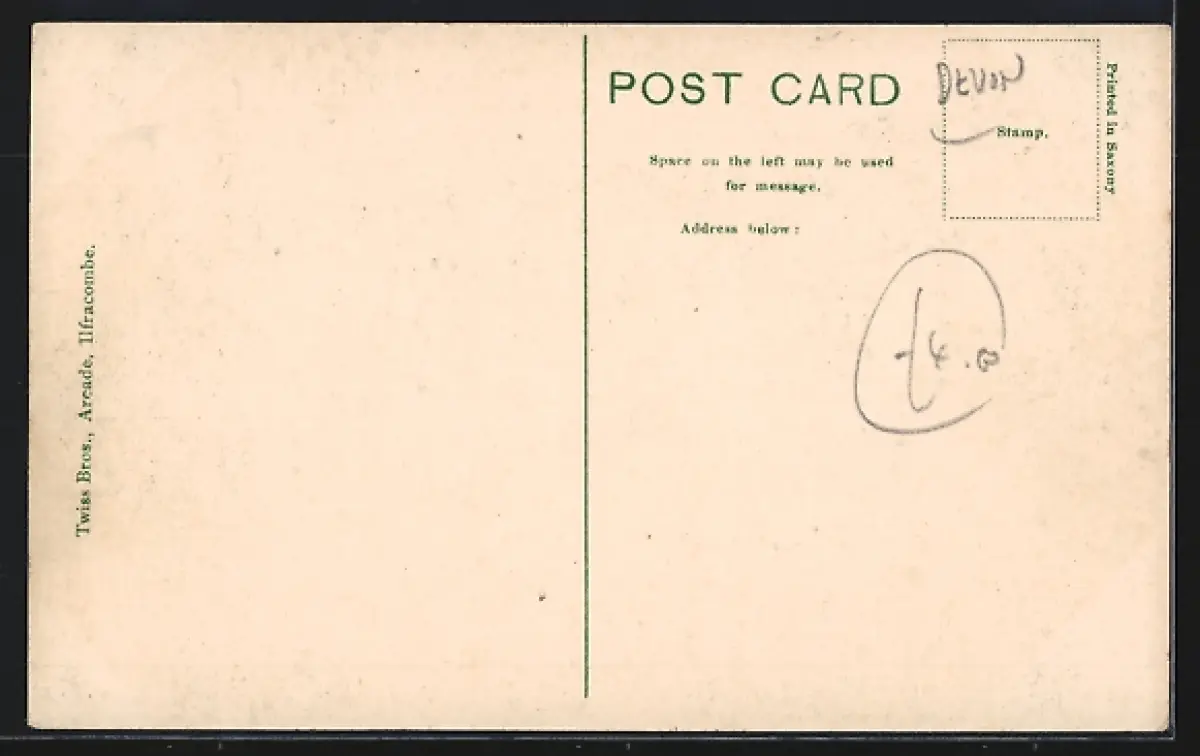 Twiss Bros., Arcade, Ilfracombe.
POST CARD
Space on the left may be used
for message.
Address below:
DEVON
Stamp.
Printed in Saxony
£4.